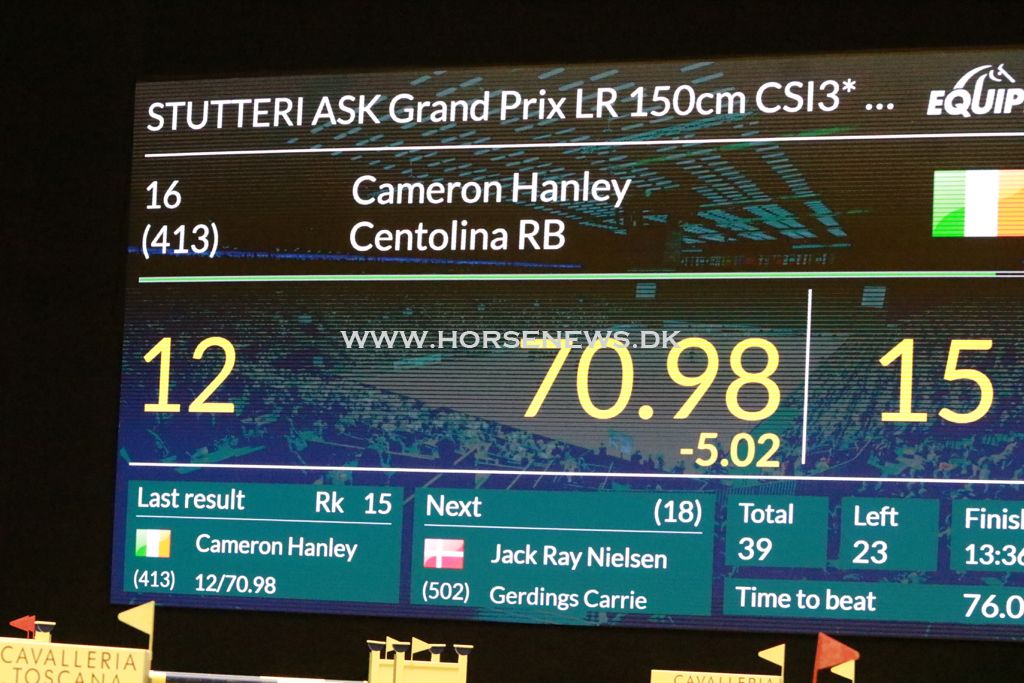 STUTTERI ASK Grand Prix LR 150cm CSI3* ... EQUIP
16 Cameron Hanley
(413) Centolina RB
WWW.HORSENEWS.DK
12 70.98 15
-5.02
Last result Rk 15
Cameron Hanley
(413) 12/70.98
Next (18)
Jack Ray Nielsen
(502) Gerdings Carrie
Total
39
Left
23
Finish
13:36
Time to beat 76.0
CAVALLERIA
TOSCANA
CAVALLERIA